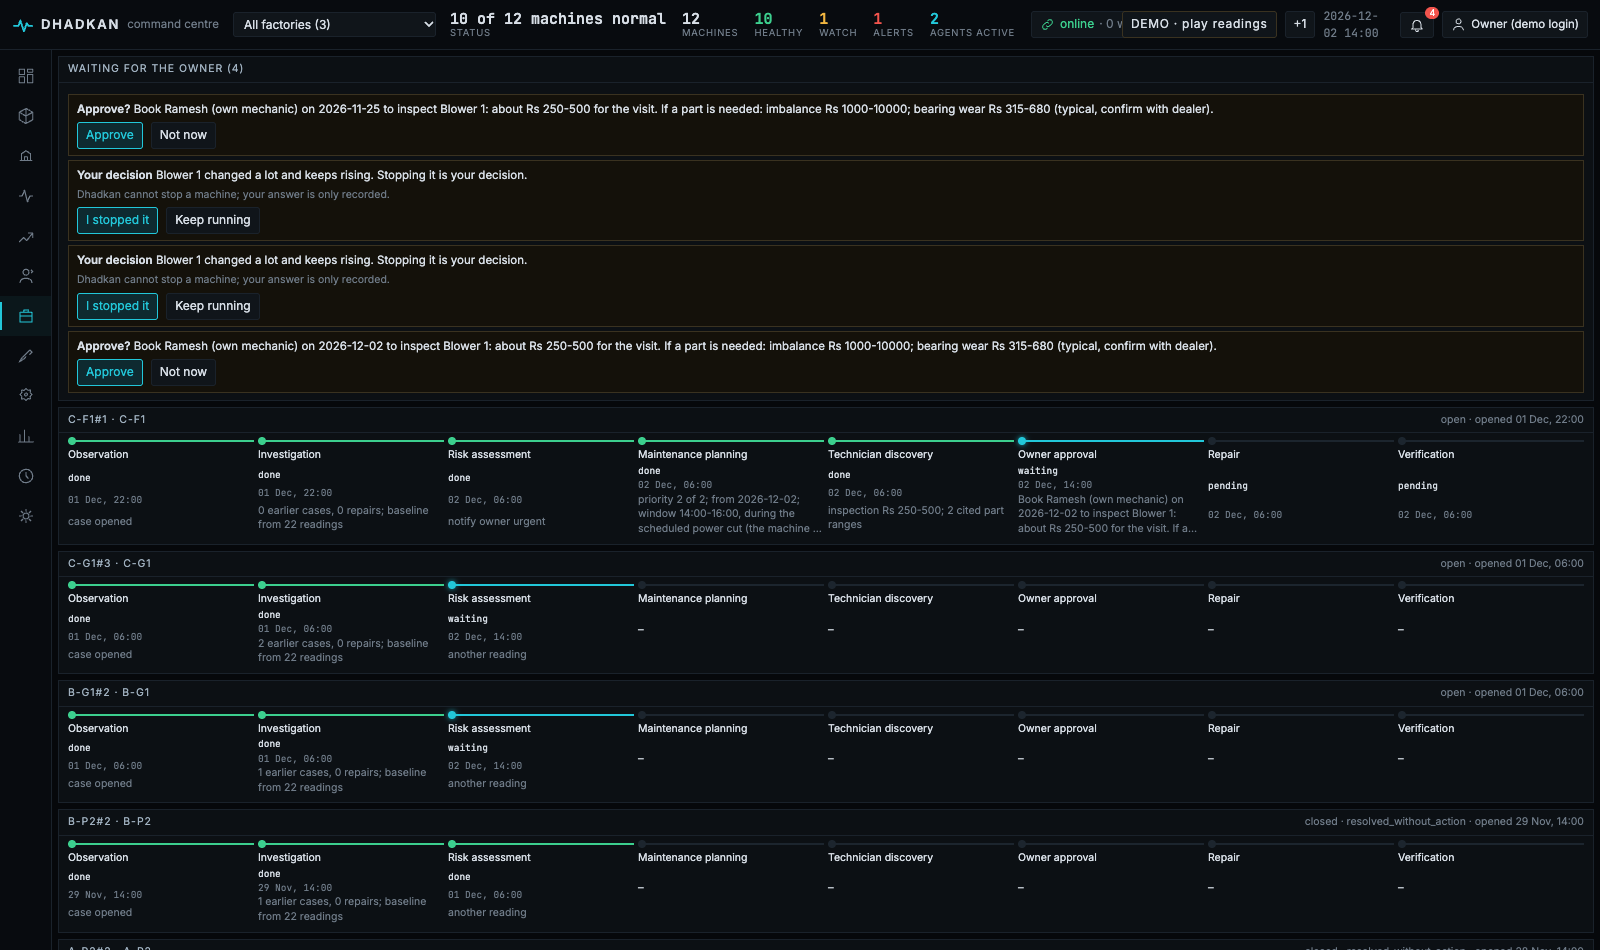 DHADKAN command centre All factories (3) 10 of 12 machines normal 12 10 1 1 2 online · 0 DEMO · play readings +1 2026-12-02 14:00 4 Owner (demo login)
STATUS MACHINES HEALTHY WATCH ALERTS AGENTS ACTIVE
WAITING FOR THE OWNER (4)
Approve? Book Ramesh (own mechanic) on 2026-11-25 to inspect Blower 1: about Rs 250-500 for the visit. If a part is needed: imbalance Rs 1000-10000; bearing wear Rs 315-680 (typical, confirm with dealer).
Approve Not now
Your decision Blower 1 changed a lot and keeps rising. Stopping it is your decision.
Dhadkan cannot stop a machine; your answer is only recorded.
I stopped it Keep running
Your decision Blower 1 changed a lot and keeps rising. Stopping it is your decision.
Dhadkan cannot stop a machine; your answer is only recorded.
I stopped it Keep running
Approve? Book Ramesh (own mechanic) on 2026-12-02 to inspect Blower 1: about Rs 250-500 for the visit. If a part is needed: imbalance Rs 1000-10000; bearing wear Rs 315-680 (typical, confirm with dealer).
Approve Not now
C-F1#1 · C-F1 open · opened 01 Dec, 22:00
Observation
done
01 Dec, 22:00
case opened
Investigation
done
01 Dec, 22:00
0 earlier cases, 0 repairs; baseline
from 22 readings
Risk assessment
done
02 Dec, 06:00
notify owner urgent
Maintenance planning
done
02 Dec, 06:00
priority 2 of 2; from 2026-12-02;
window 14:00-16:00, during the
scheduled power cut (the machine ...
Technician discovery
done
02 Dec, 06:00
inspection Rs 250-500; 2 cited part
ranges
Owner approval
waiting
02 Dec, 14:00
Book Ramesh (own mechanic) on
2026-12-02 to inspect Blower 1:
about Rs 250-500 for the visit. If a...
Repair
pending
02 Dec, 06:00
Verification
pending
02 Dec, 06:00
C-G1#3 · C-G1 open · opened 01 Dec, 06:00
Observation
done
01 Dec, 06:00
case opened
Investigation
done
01 Dec, 06:00
2 earlier cases, 0 repairs; baseline
from 22 readings
Risk assessment
waiting
02 Dec, 14:00
another reading
Maintenance planning
–
Technician discovery
–
Owner approval
–
Repair
–
Verification
–
B-G1#2 · B-G1 open · opened 01 Dec, 06:00
Observation
done
01 Dec, 06:00
case opened
Investigation
done
01 Dec, 06:00
1 earlier cases, 0 repairs; baseline
from 22 readings
Risk assessment
waiting
02 Dec, 14:00
another reading
Maintenance planning
–
Technician discovery
–
Owner approval
–
Repair
–
Verification
–
B-P2#2 · B-P2 closed · resolved_without_action · opened 29 Nov, 14:00
Observation
done
29 Nov, 14:00
case opened
Investigation
done
29 Nov, 14:00
1 earlier cases, 0 repairs; baseline
from 22 readings
Risk assessment
done
01 Dec, 06:00
another reading
Maintenance planning
–
Technician discovery
–
Owner approval
–
Repair
–
Verification
–